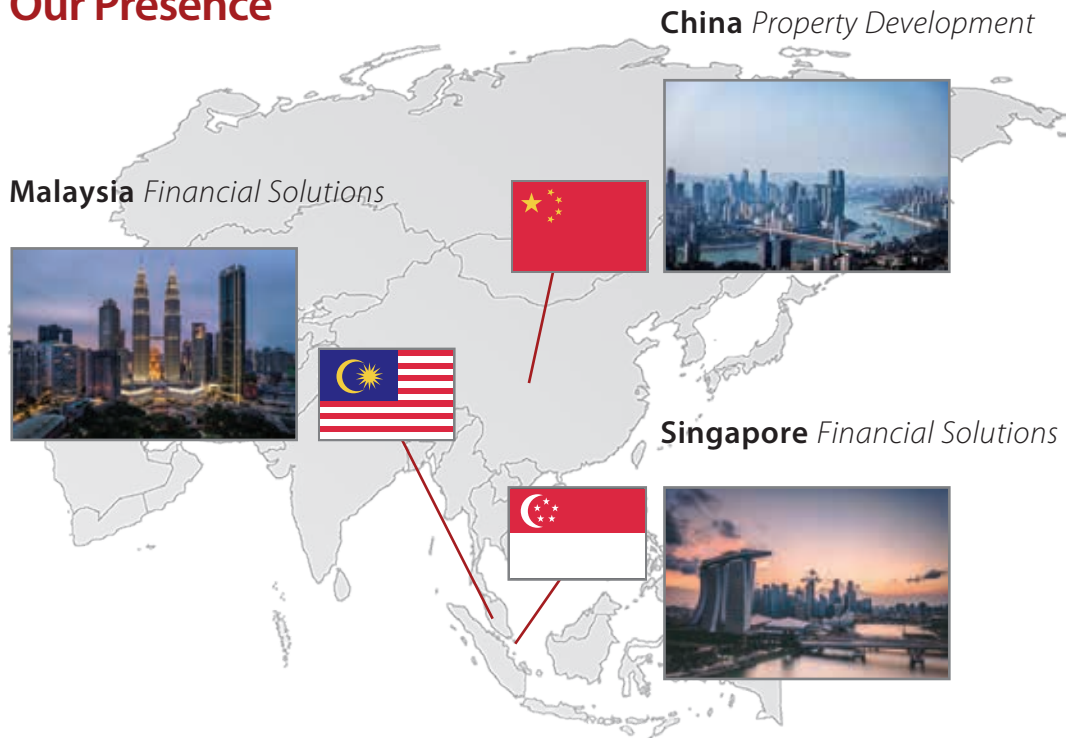 Our Presence
China Property Development
Malaysia Financial Solutions
Singapore Financial Solutions